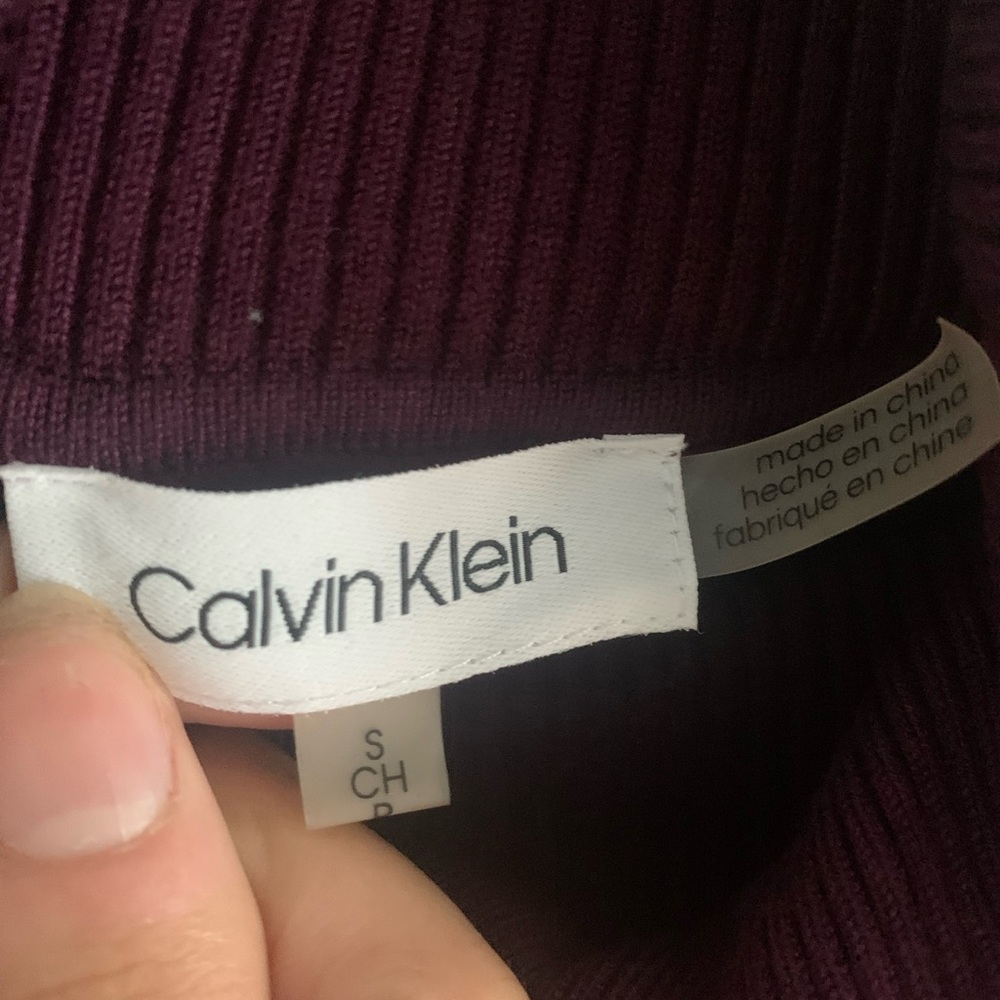 Calvin Klein
made in china
hecho en china
fabriqué en chine
S
CH